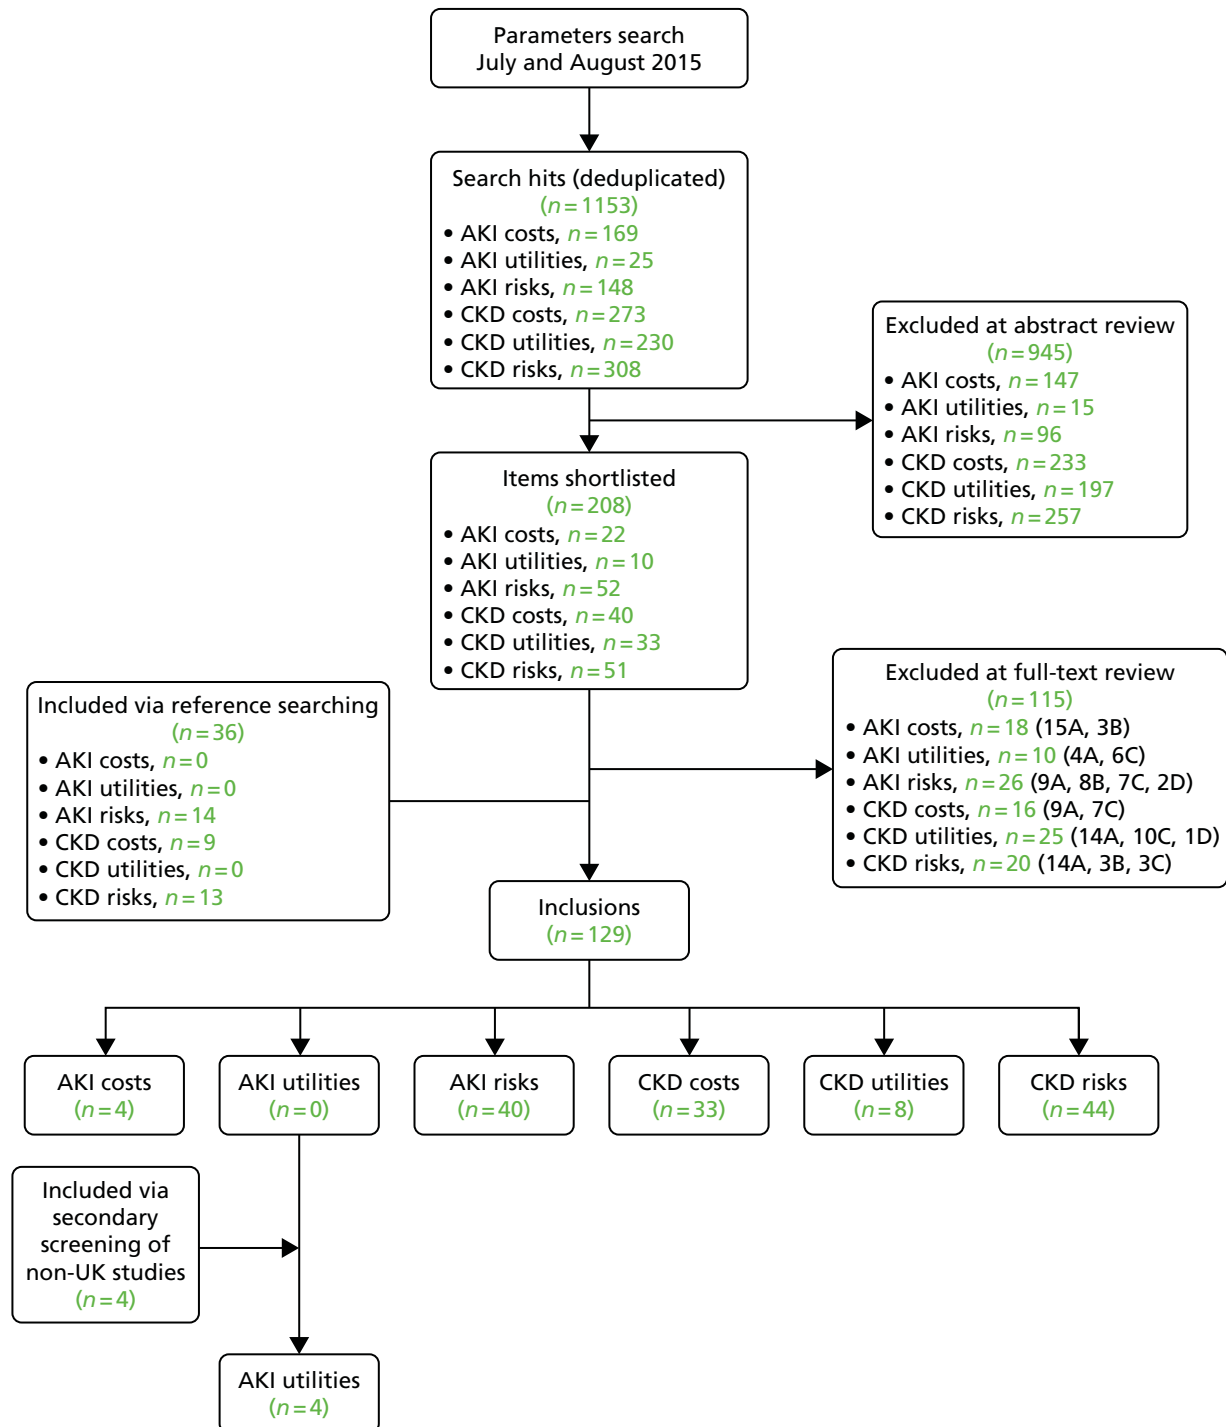 Parameters search
July and August 2015
Search hits (deduplicated)
(n=1153)
• AKI costs, n=169
• AKI utilities, n=25
• AKI risks, n=148
• CKD costs, n=273
• CKD utilities, n=230
• CKD risks, n=308
Excluded at abstract review
(n=945)
• AKI costs, n=147
• AKI utilities, n=15
• AKI risks, n=96
• CKD costs, n=233
• CKD utilities, n=197
• CKD risks, n=257
Items shortlisted
(n=208)
• AKI costs, n=22
• AKI utilities, n=10
• AKI risks, n=52
• CKD costs, n=40
• CKD utilities, n=33
• CKD risks, n=51
Included via reference searching
(n=36)
• AKI costs, n=0
• AKI utilities, n=0
• AKI risks, n=14
• CKD costs, n=9
• CKD utilities, n=0
• CKD risks, n=13
Excluded at full-text review
(n=115)
• AKI costs, n=18 (15A, 3B)
• AKI utilities, n=10 (4A, 6C)
• AKI risks, n=26 (9A, 8B, 7C, 2D)
• CKD costs, n=16 (9A, 7C)
• CKD utilities, n=25 (14A, 10C, 1D)
• CKD risks, n=20 (14A, 3B, 3C)
Inclusions
(n=129)
AKI costs
(n=4)
AKI utilities
(n=0)
AKI risks
(n=40)
CKD costs
(n=33)
CKD utilities
(n=8)
CKD risks
(n=44)
Included via
secondary
screening of
non-UK studies
(n=4)
AKI utilities
(n=4)